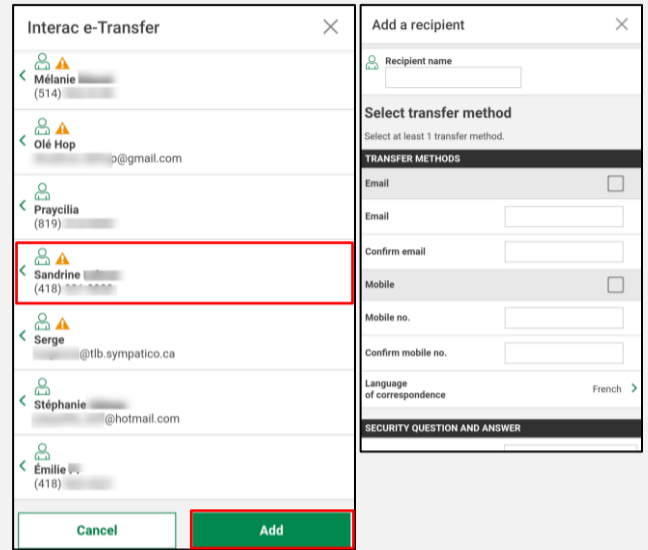 Interac e-Transfer
Mélanie
(514)
Olé Hop
p@gmail.com
Praycilia
(819)
Sandrine
(418)
Serge
@tlb.sympatico.ca
Stéphanie
@hotmail.com
Émilie
(418)
Cancel
Add
Add a recipient
Recipient name
Select transfer method
Select at least 1 transfer method.
TRANSFER METHODS
Email
Email
Confirm email
Mobile
Mobile no.
Confirm mobile no.
Language
of correspondence
French
SECURITY QUESTION AND ANSWER